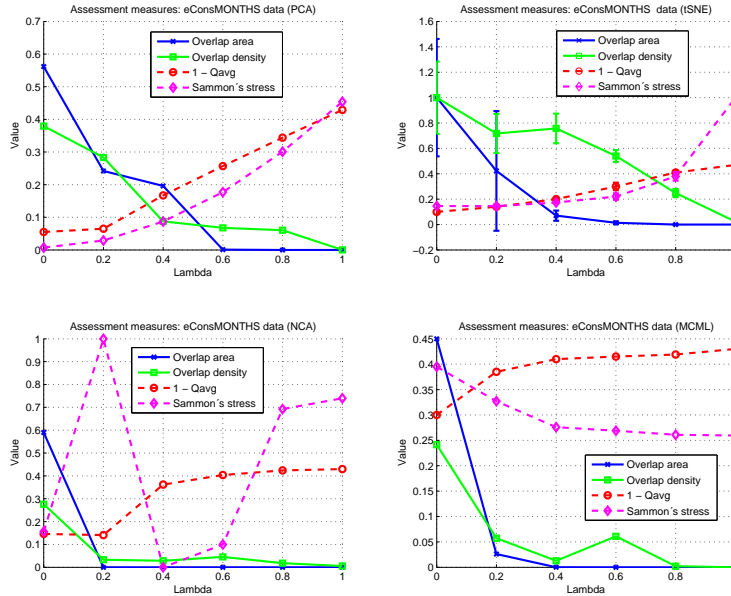 Assessment measures: eConsMONTHS data (PCA)
Overlap area
Overlap density
1 − Qavg
Sammon´s stress
Value
0.7
0.6
0.5
0.4
0.3
0.2
0.1
0
0 0.2 0.4 0.6 0.8 1
Lambda
Assessment measures: eConsMONTHS data (tSNE)
Overlap area
Overlap density
1 − Qavg
Sammon´s stress
Value
1.6
1.4
1.2
1.0
0.8
0.6
0.4
0.2
0
−0.2
0 0.2 0.4 0.6 0.8
Lambda
Assessment measures: eConsMONTHS data (NCA)
Overlap area
Overlap density
1 − Qavg
Sammon´s stress
Value
1
0.9
0.8
0.7
0.6
0.5
0.4
0.3
0.2
0.1
0
0 0.2 0.4 0.6 0.8 1
Lambda
Assessment measures: eConsMONTHS data (MCML)
Overlap area
Overlap density
1 − Qavg
Sammon´s stress
Value
0.45
0.4
0.35
0.3
0.25
0.2
0.15
0.1
0.05
0
0 0.2 0.4 0.6 0.8
Lambda